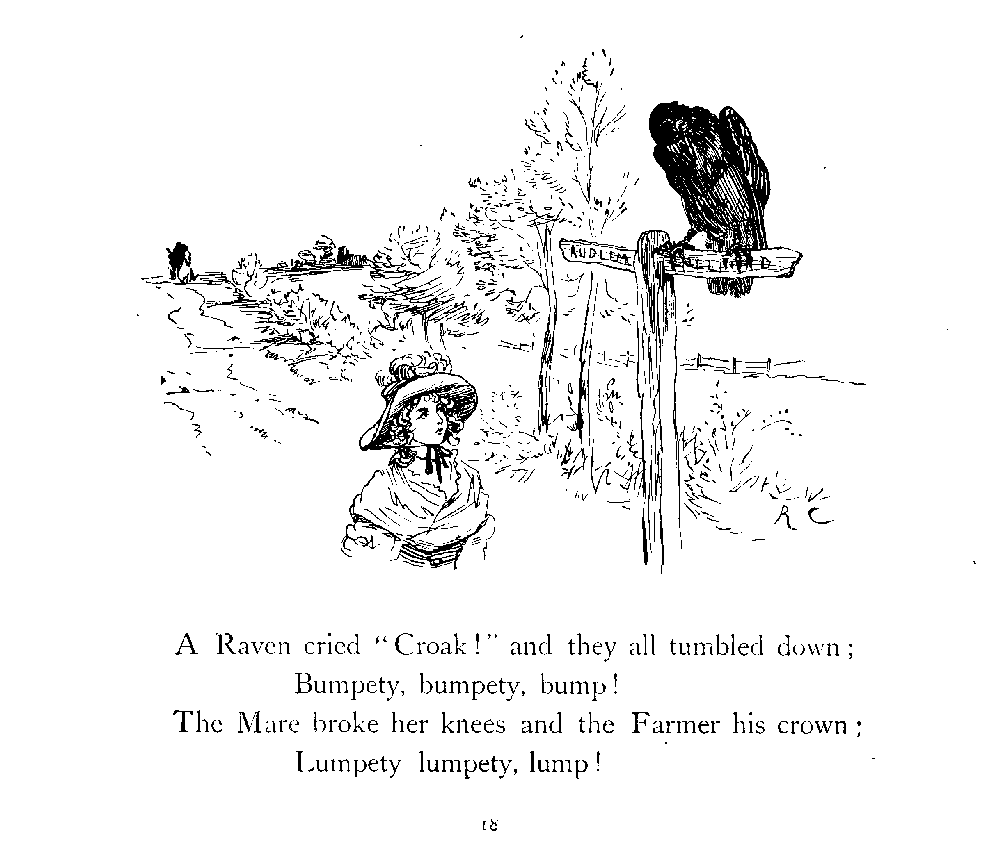 AUDLEM
R C
A Raven cried “Croak!” and they all tumbled down;
Bumpety, bumpety, bump!
The Mare broke her knees and the Farmer his crown;
Lumpety lumpety, lump!
18